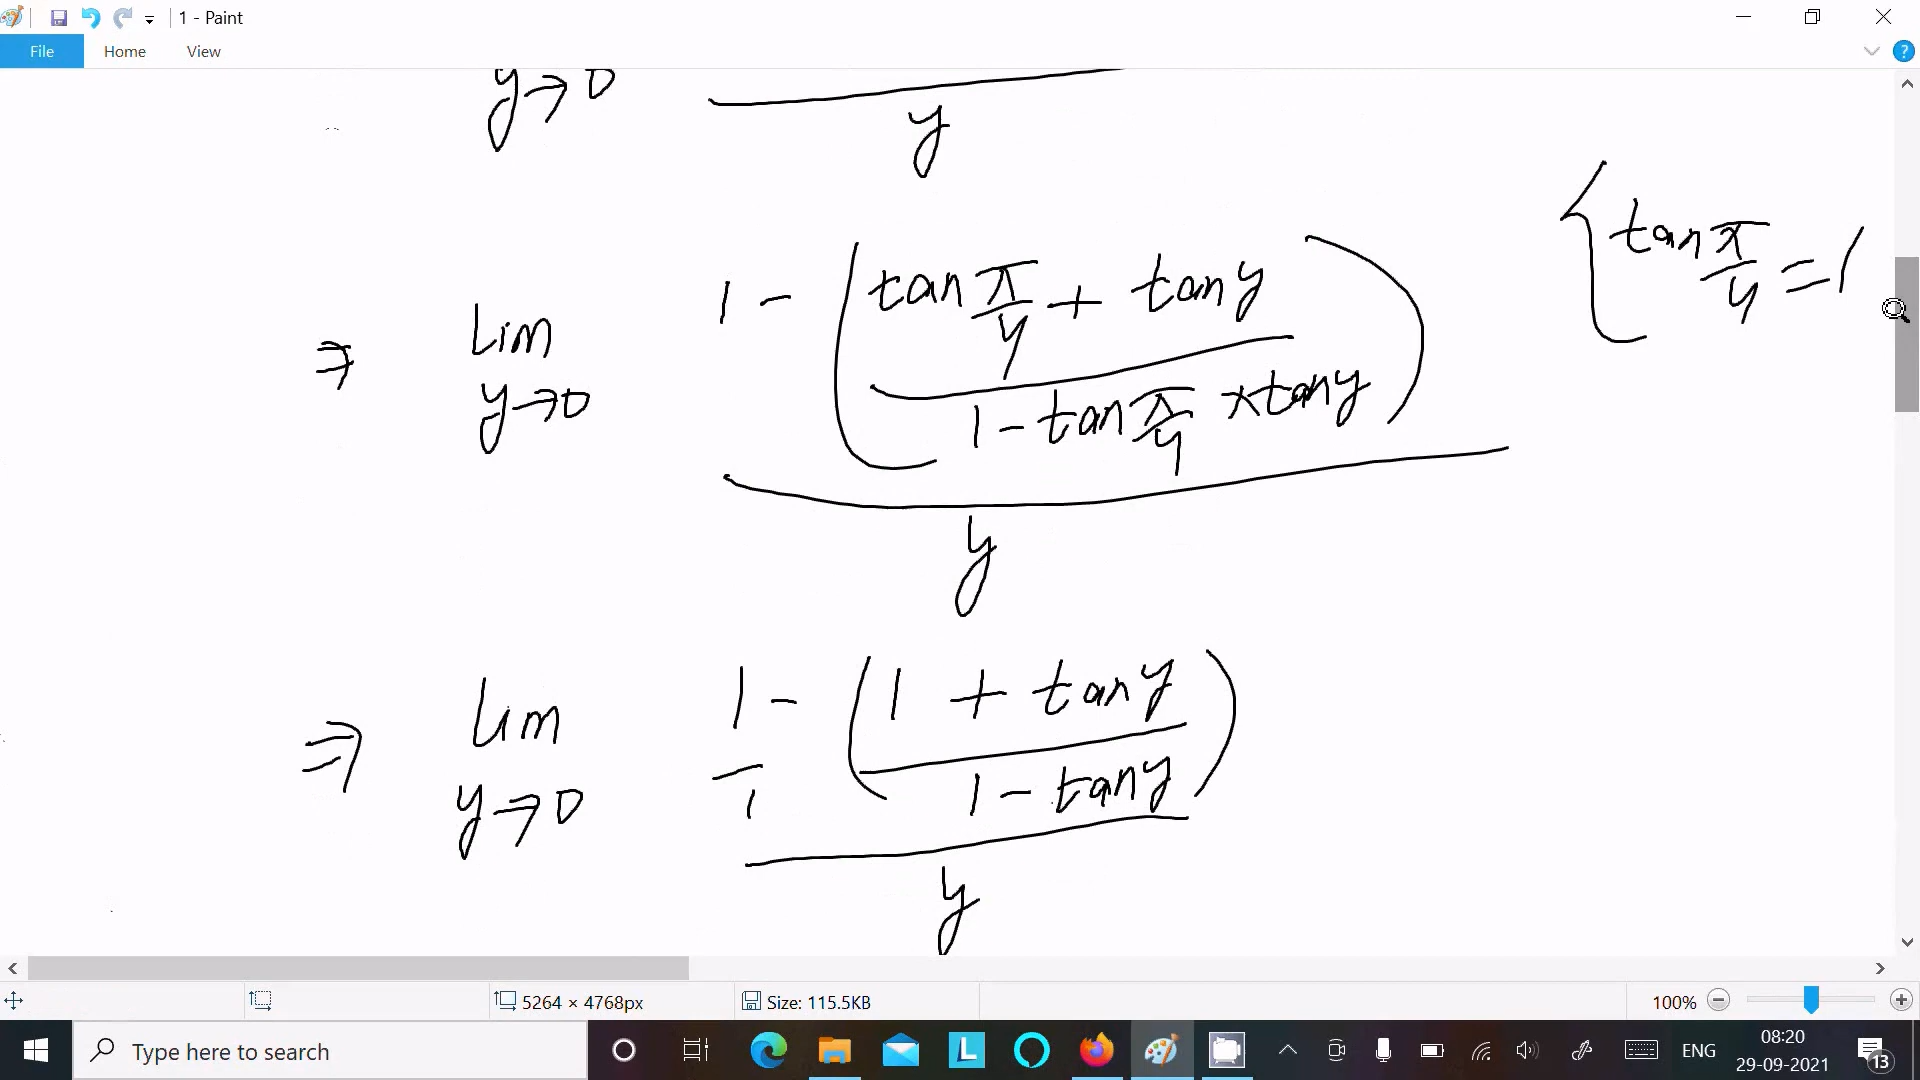 1 - Paint
File Home View
y→0 y
⇒ lim y→0 1 - (tan π/4 + tan y / 1 - tan π/4 × tan y) / y
{tan π/4 = 1
⇒ lim y→0 1/1 - (1 + tan y / 1 - tan y) / y
5264 × 4768px Size: 115.5KB 100%
Type here to search
L
ENG
08:20
29-09-2021
13